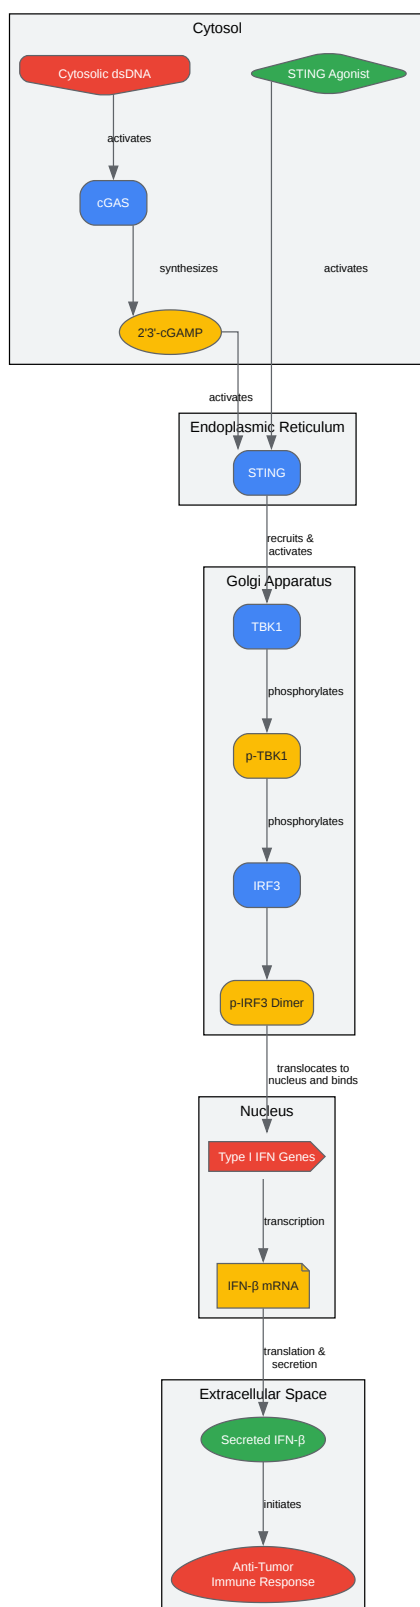 Cytosol
Cytosolic dsDNA
STING Agonist
activates
cGAS
synthesizes
activates
2'3'-cGAMP
activates
Endoplasmic Reticulum
STING
recruits &
activates
Golgi Apparatus
TBK1
phosphorylates
p-TBK1
phosphorylates
IRF3
p-IRF3 Dimer
translocates to
nucleus and binds
Nucleus
Type I IFN Genes
transcription
IFN-β mRNA
translation &
secretion
Extracellular Space
Secreted IFN-β
initiates
Anti-Tumor
Immune Response